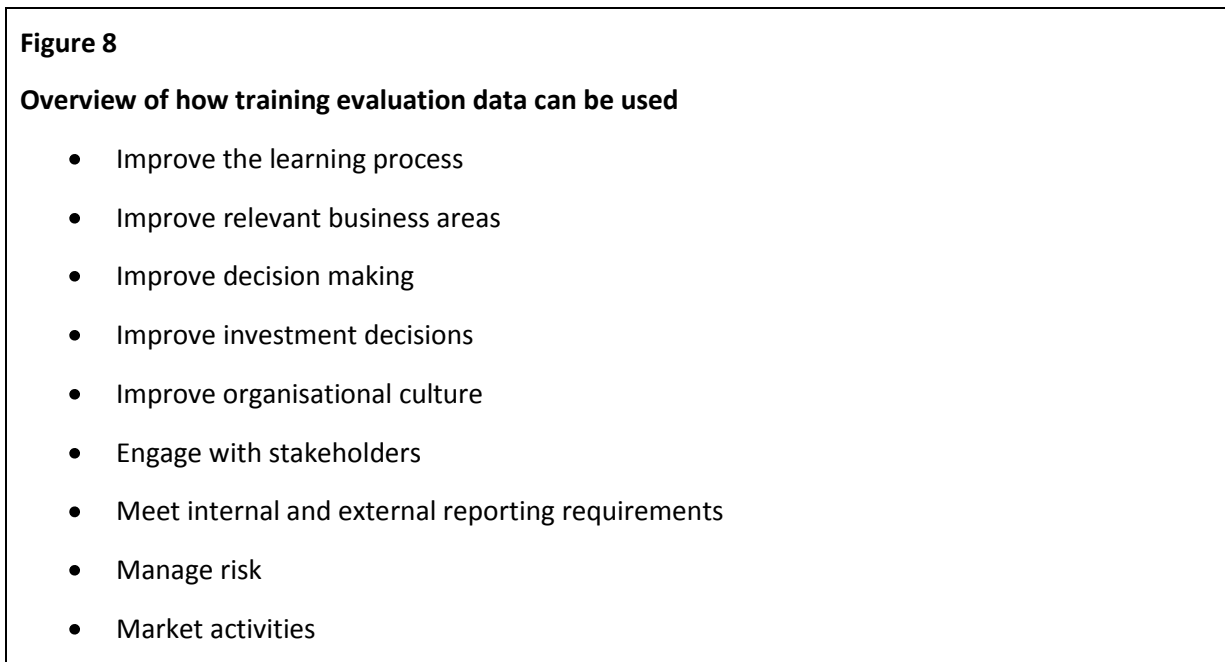 Figure 8
Overview of how training evaluation data can be used
• Improve the learning process
• Improve relevant business areas
• Improve decision making
• Improve investment decisions
• Improve organisational culture
• Engage with stakeholders
• Meet internal and external reporting requirements
• Manage risk
• Market activities